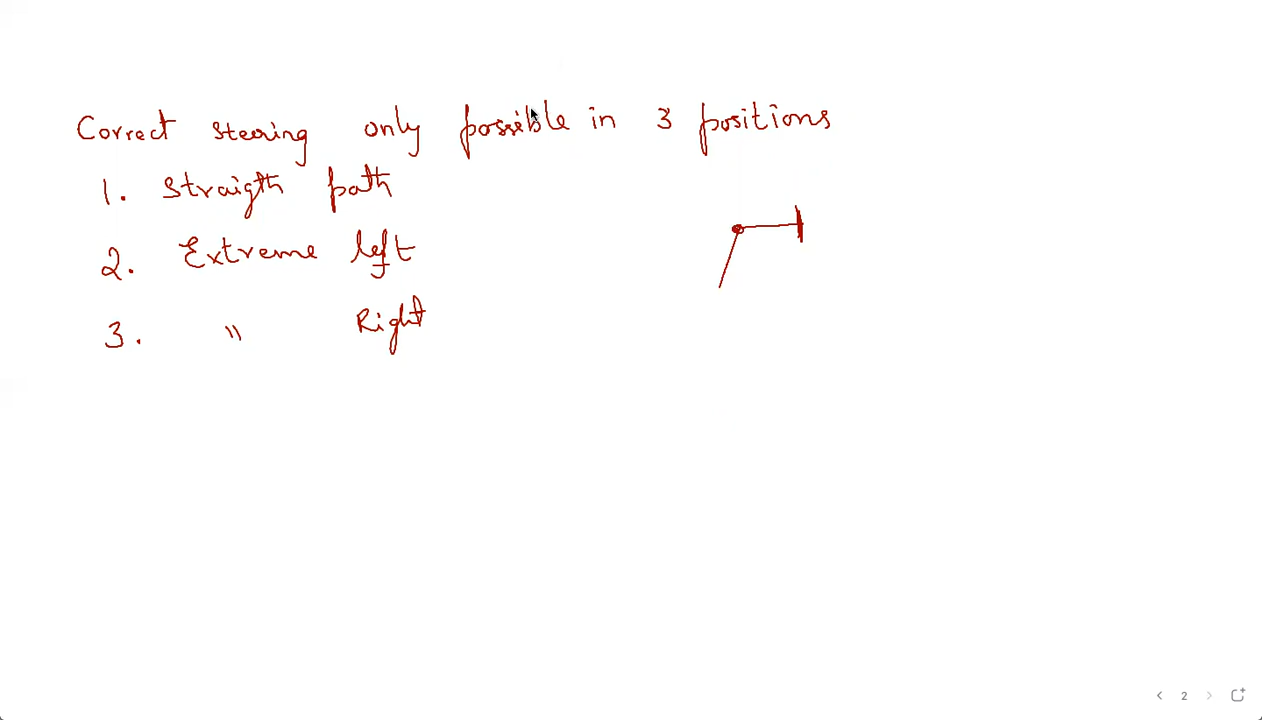 Correct steering only possible in 3 positions
1. Straigth path
2. Extreme left
3. " Right
2